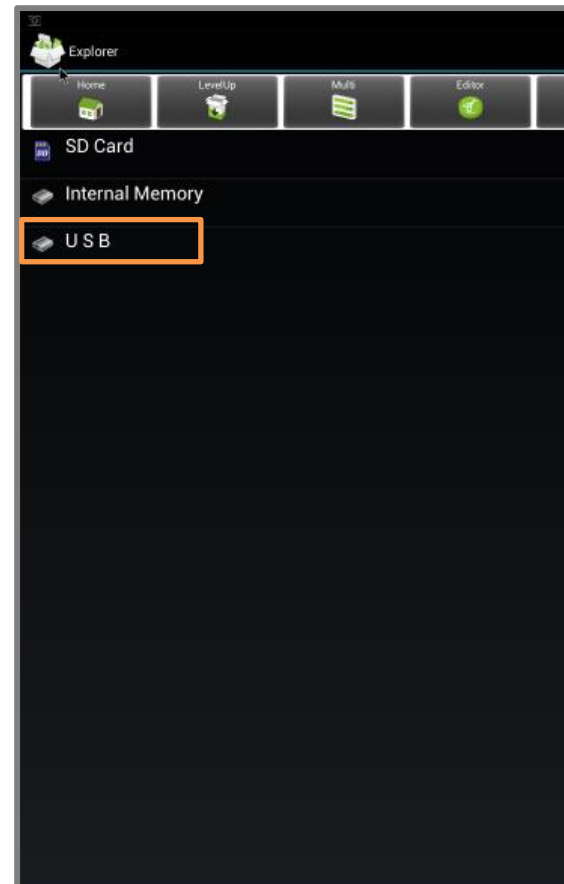 Explorer
Home LevelUp Multi Editor
SD Card
Internal Memory
U S B